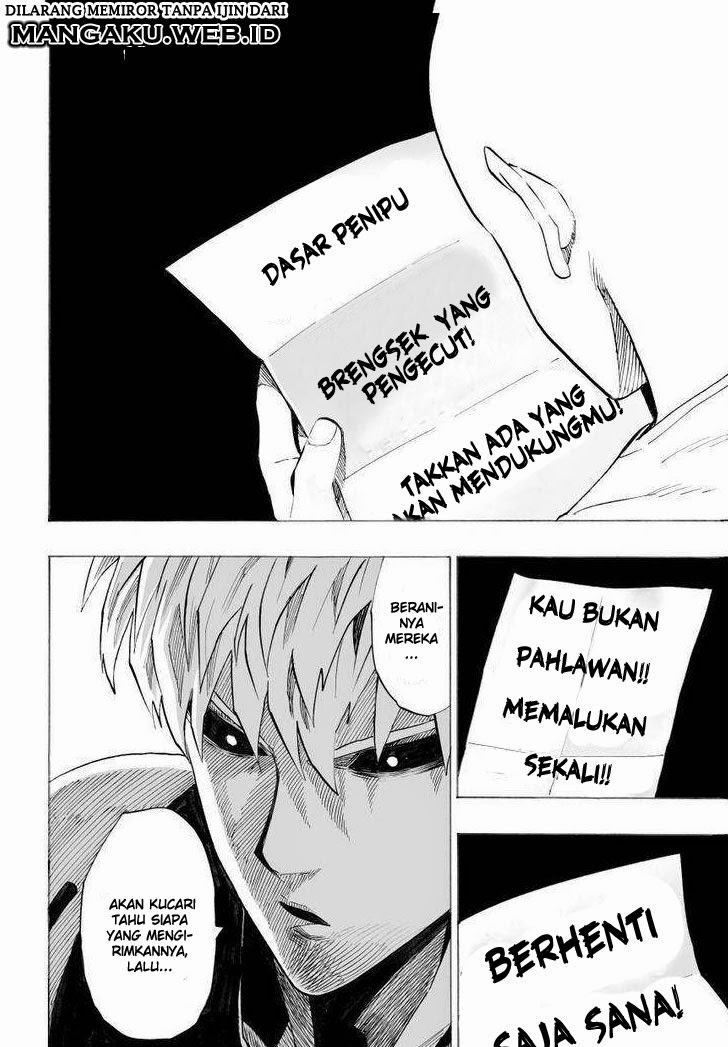 DILARANG MEMIROR TANPA IJIN DARI
MANGAKU.WEB.ID
DASAR PENIPU
BRENGSEK YANG
PENGECUT!
TAKKAN ADA YANG
AKAN MENDUKUNGMU!
KAU BUKAN
PAHLAWAN!!
MEMALUKAN
SEKALI!!
BERANI-
NYA
MEREKA
...
AKAN KUCARI
TAHU SIAPA
YANG MENGI-
RIMKANNYA,
LALU...
BERHENTI
SAJA SANA!